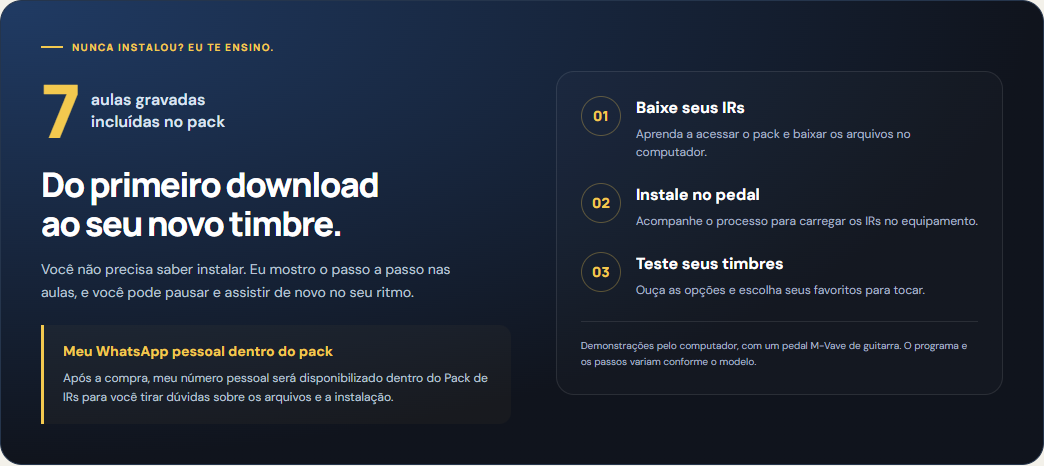 NUNCA INSTALOU? EU TE ENSINO.
7
aulas gravadas
incluídas no pack
Do primeiro download
ao seu novo timbre.
Você não precisa saber instalar. Eu mostro o passo a passo nas
aulas, e você pode pausar e assistir de novo no seu ritmo.
Meu WhatsApp pessoal dentro do pack
Após a compra, meu número pessoal será disponibilizado dentro do Pack de
IRs para você tirar dúvidas sobre os arquivos e a instalação.
01
Baixe seus IRs
Aprenda a acessar o pack e baixar os arquivos no
computador.
02
Instale no pedal
Acompanhe o processo para carregar os IRs no equipamento.
03
Teste seus timbres
Ouça as opções e escolha seus favoritos para tocar.
Demonstrações pelo computador, com um pedal M-Vave de guitarra. O programa e
os passos variam conforme o modelo.